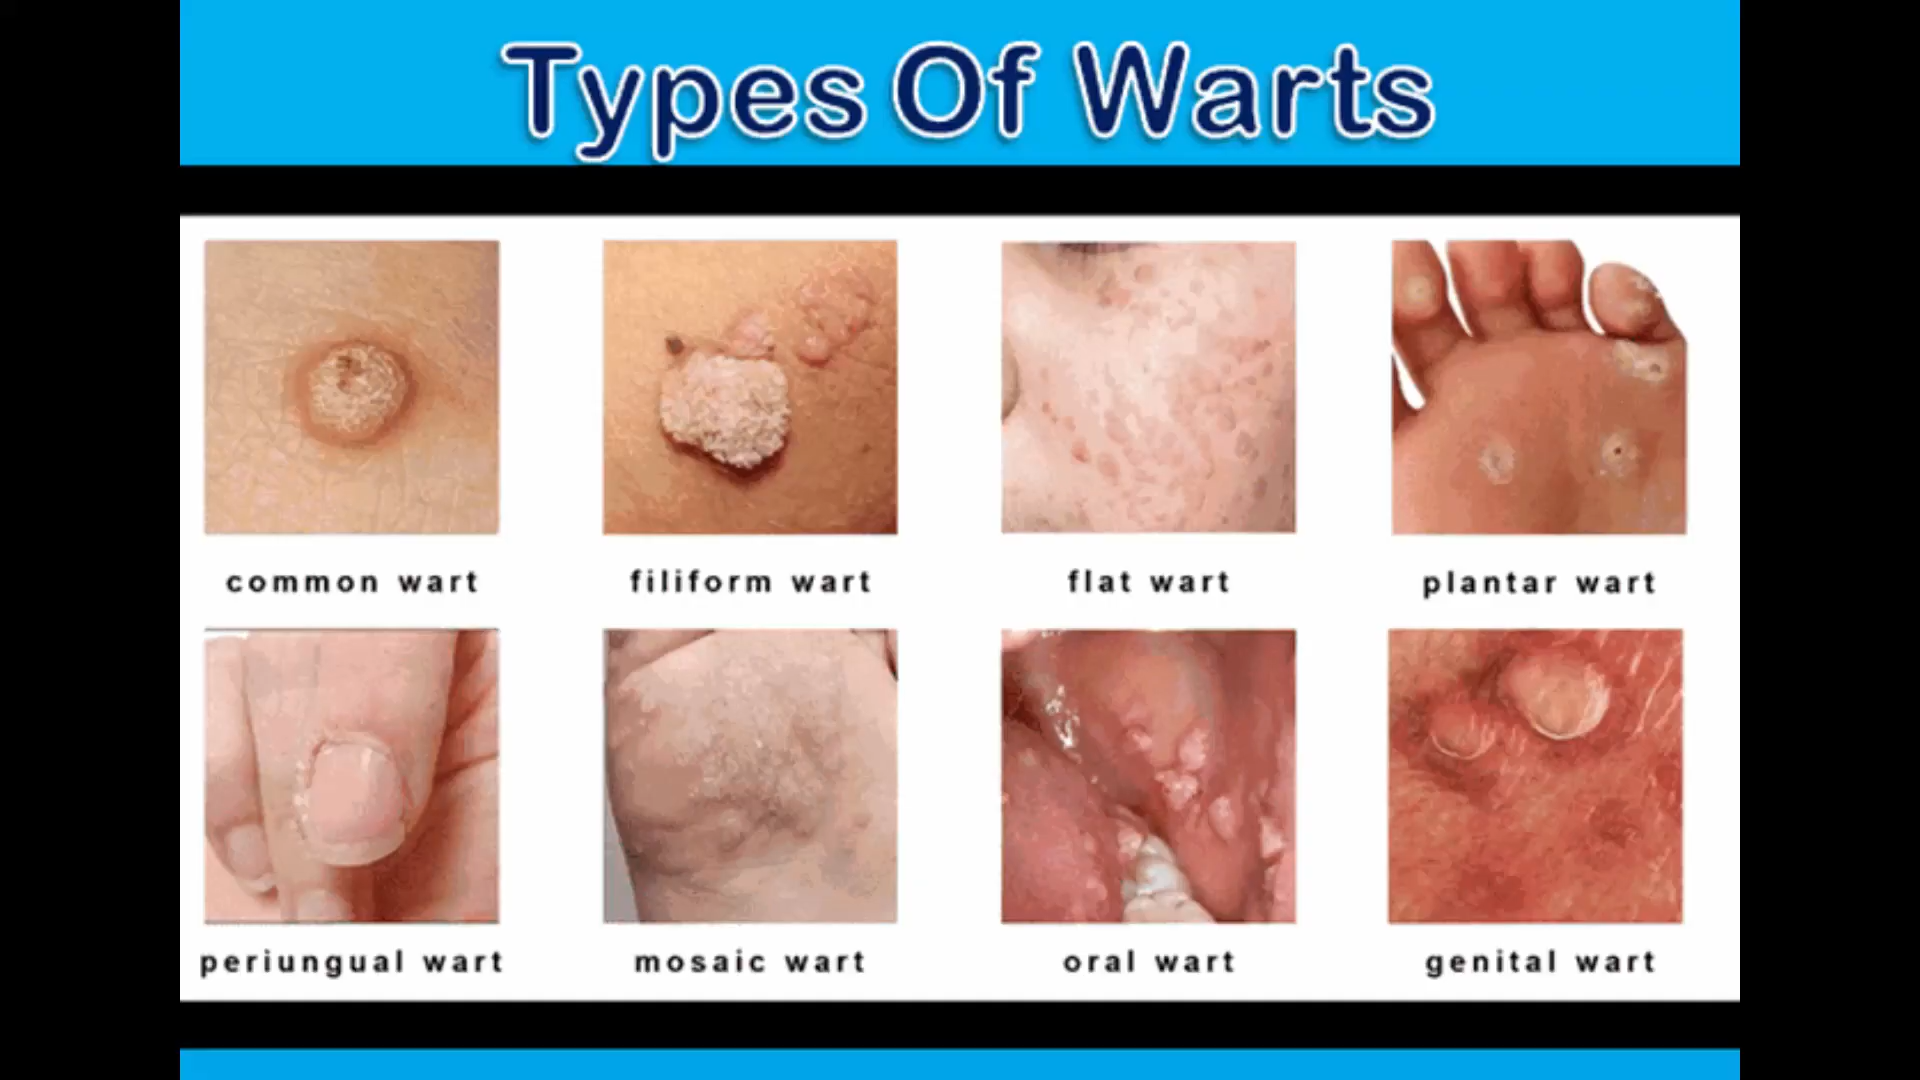 Types Of Warts
common wart
filiform wart
flat wart
plantar wart
periungual wart
mosaic wart
oral wart
genital wart